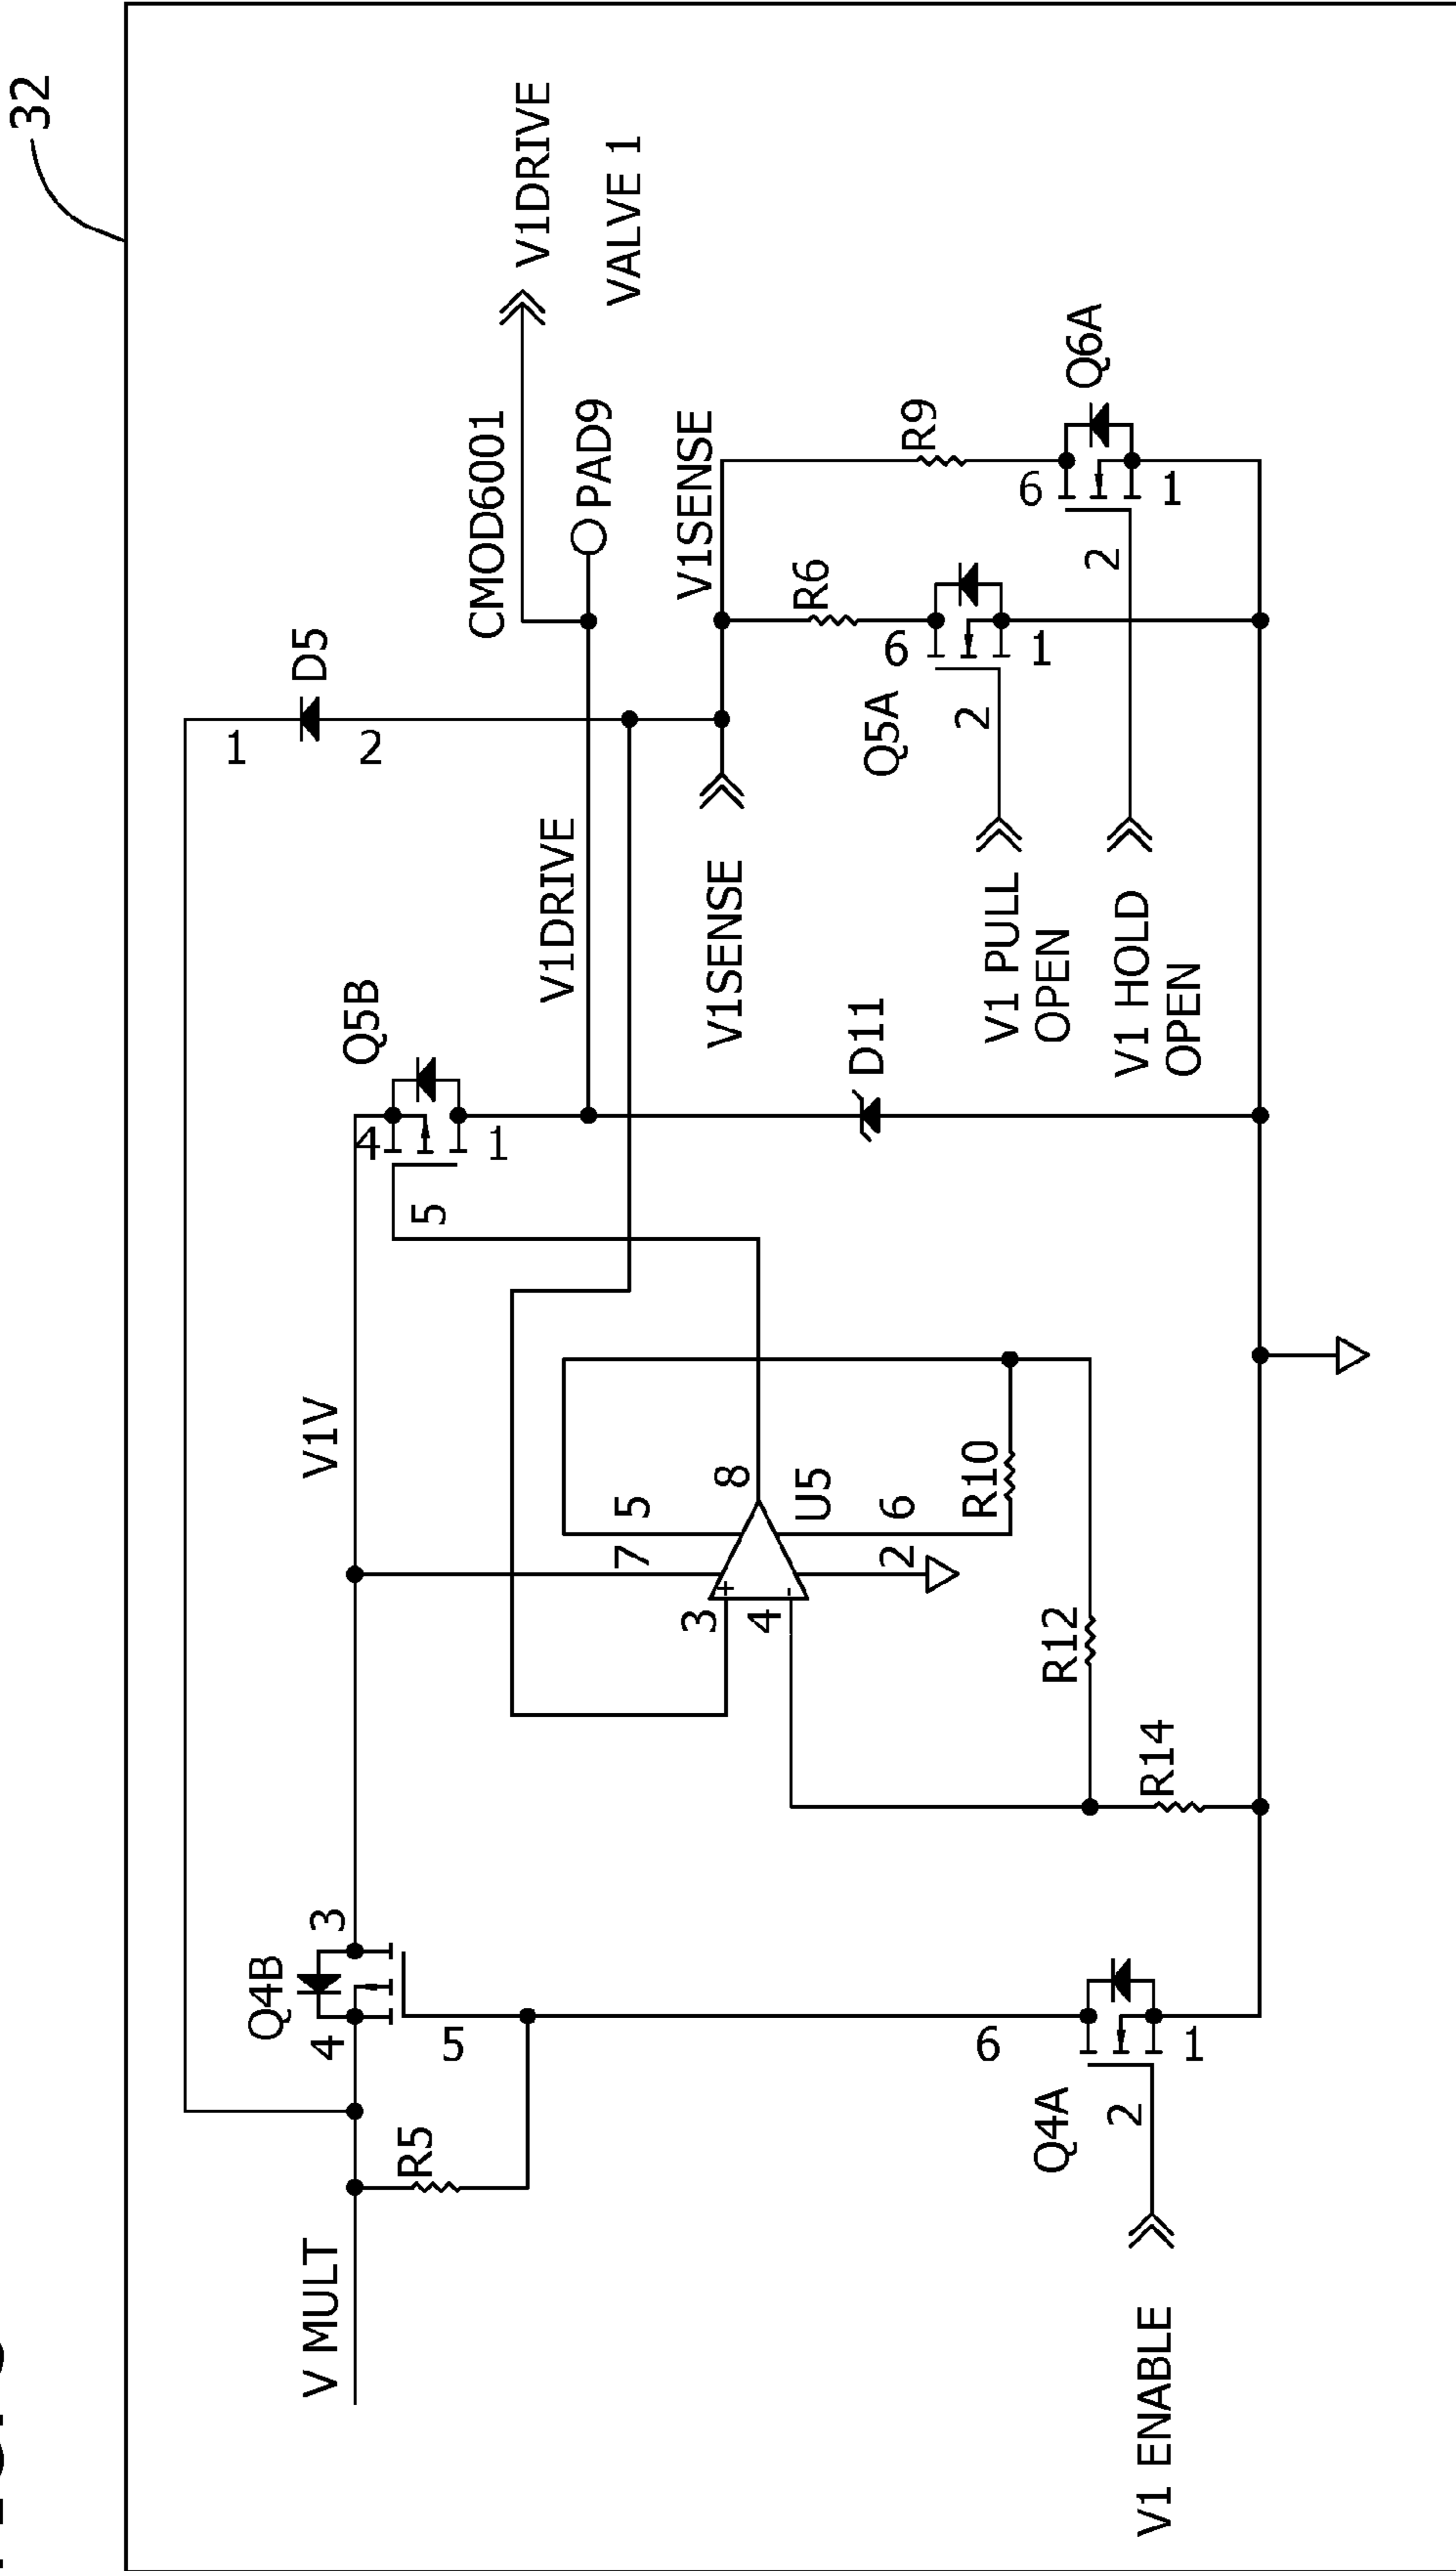 32
V MULT
R5
Q4B
4
3
5
V1V
Q5B
4
5
1
1
D5
2
CMOD6001
V1DRIVE
VALVE 1
PAD9
V1DRIVE
V1SENSE
V1SENSE
3
4
+
-
7
5
8
U5
2
6
R10
R12
R14
D11
R6
R9
Q5A
6
2
1
Q6A
6
2
1
V1 PULL
OPEN
V1 HOLD
OPEN
Q4A
6
2
1
V1 ENABLE